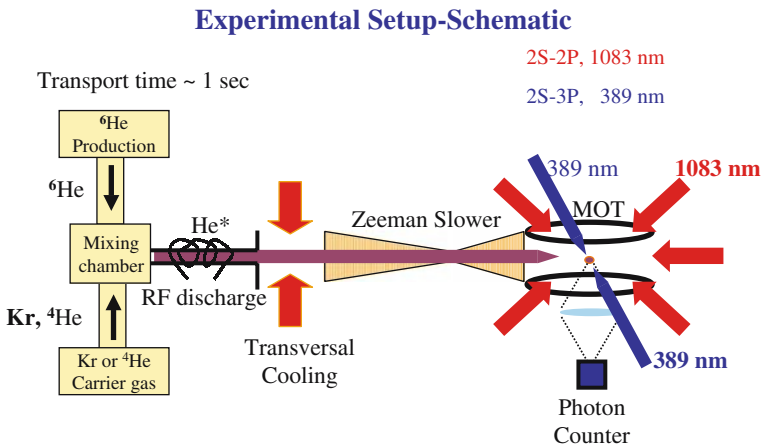 Experimental Setup-Schematic
2S-2P, 1083 nm
2S-3P, 389 nm
Transport time ~ 1 sec
⁶He
Production
⁶He
Mixing
chamber
He*
RF discharge
Kr, ⁴He
Kr or ⁴He
Carrier gas
Transversal
Cooling
Zeeman Slower
389 nm
1083 nm
MOT
389 nm
Photon
Counter